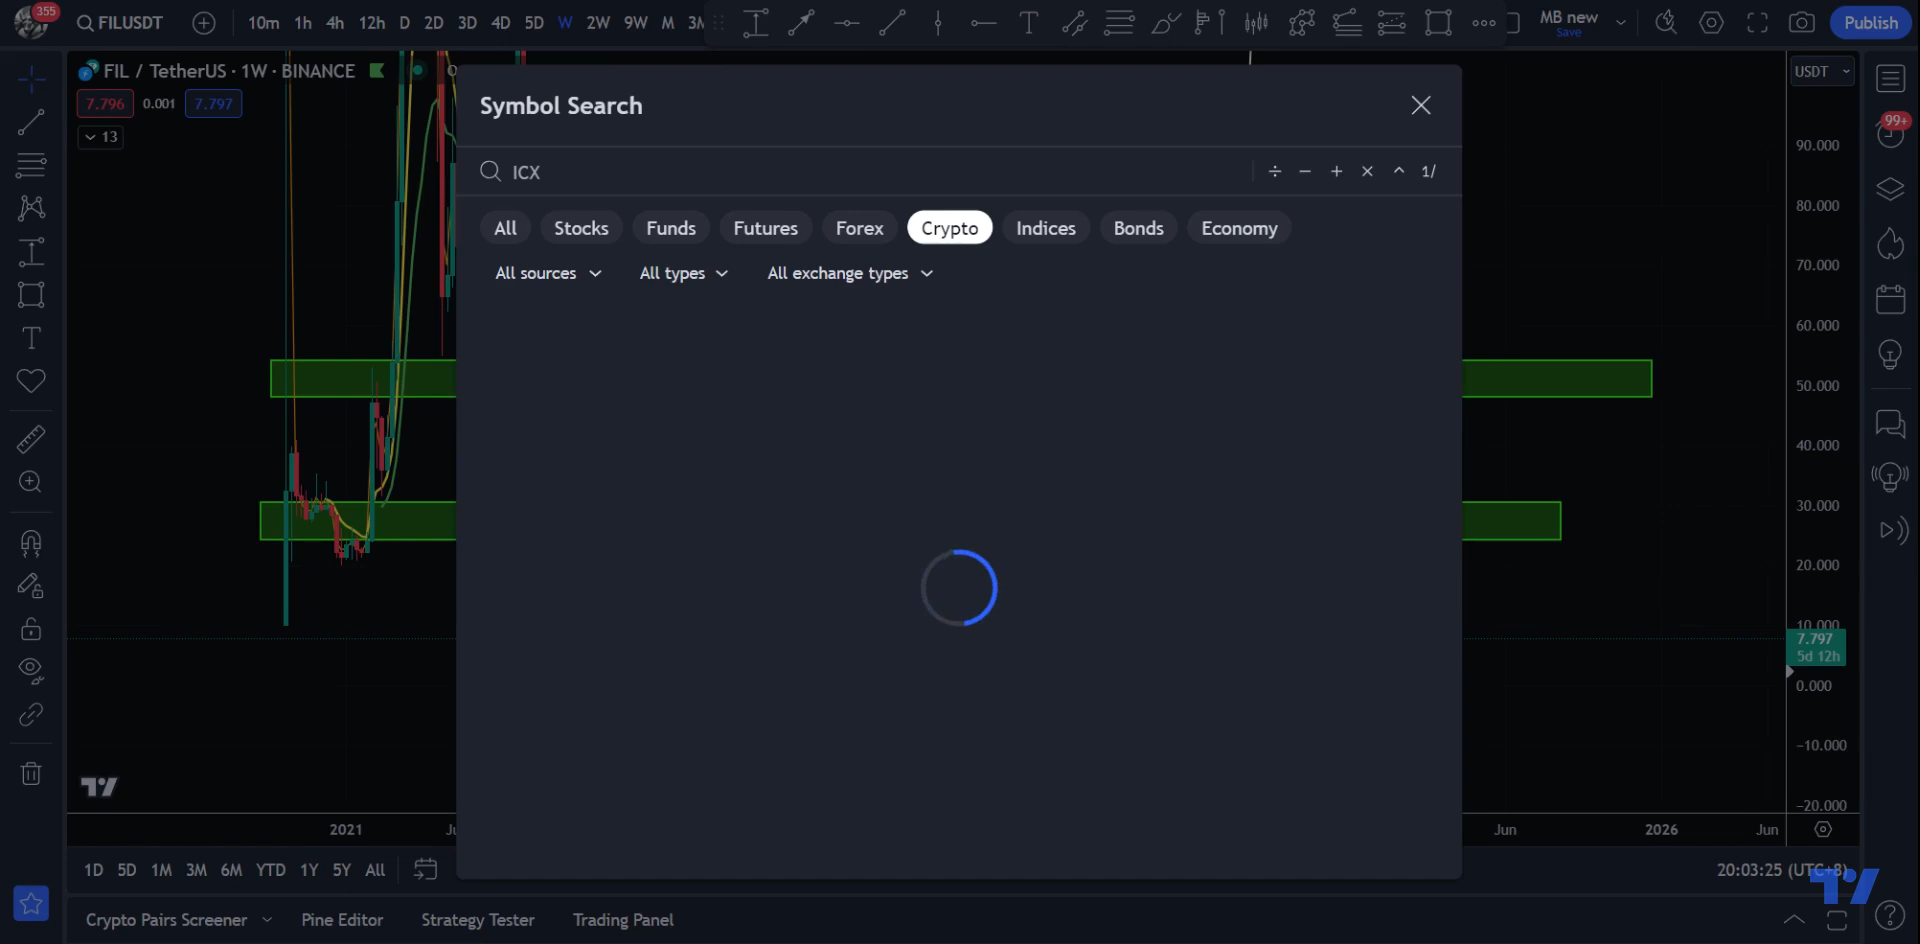 355
FILUSDT
10m 1h 4h 12h D 2D 3D 4D 5D W 2W 9W M
MB new
Save
Publish
FIL / TetherUS · 1W · BINANCE
7.796 0.001 7.797
13
Symbol Search
ICX
÷ − + × ^ 1/
All Stocks Funds Futures Forex Crypto Indices Bonds Economy
All sources All types All exchange types
USDT
99+
90.000
80.000
70.000
60.000
50.000
40.000
30.000
20.000
10.000
7.797
5d 12h
0.000
−10.000
−20.000
2021 Jun 2026 Jun
1D 5D 1M 3M 6M YTD 1Y 5Y All
20:03:25 (UTC+8)
Crypto Pairs Screener Pine Editor Strategy Tester Trading Panel